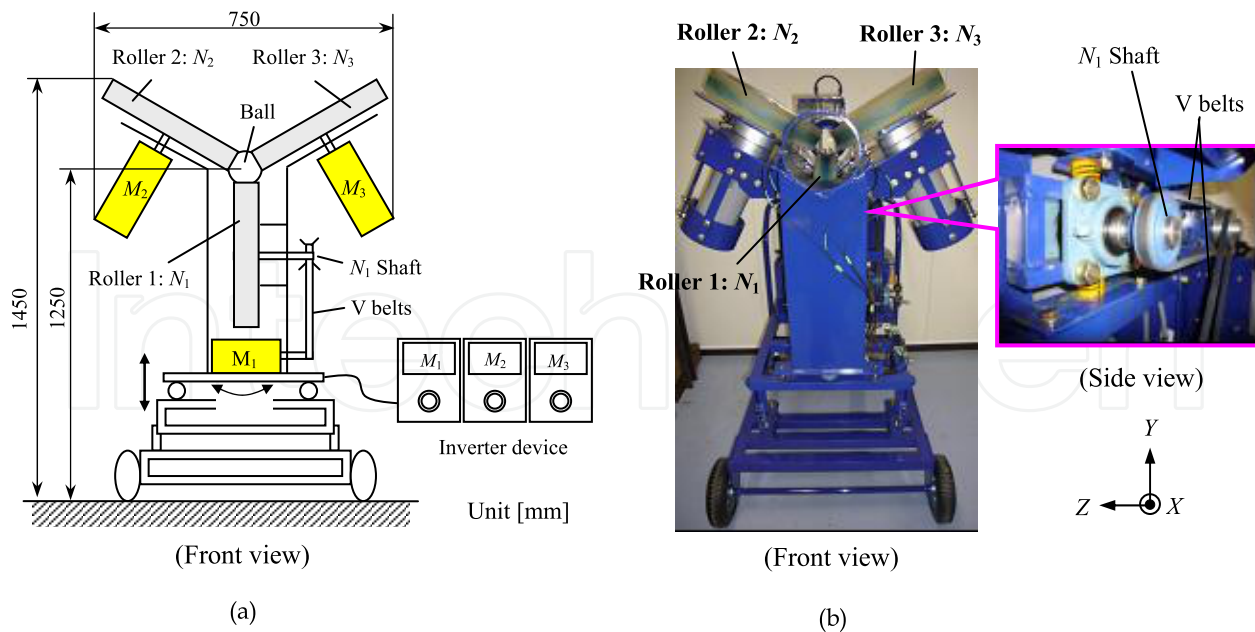 750
Roller 2: N2
Roller 3: N3
Ball
M2
M3
1450
1250
Roller 1: N1
N1 Shaft
V belts
M1
M1
M2
M3
Inverter device
Unit [mm]
(Front view)
(a)
Roller 2: N2
Roller 3: N3
N1 Shaft
V belts
Roller 1: N1
(Side view)
Y
Z
X
(Front view)
(b)
InTechOpen